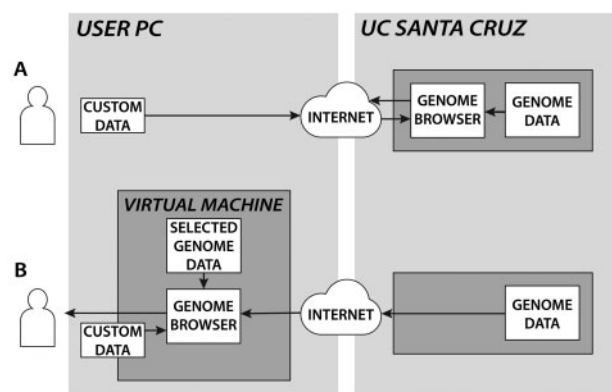 USER PC
UC SANTA CRUZ
A
CUSTOM
DATA
INTERNET
GENOME
BROWSER
GENOME
DATA
VIRTUAL MACHINE
SELECTED
GENOME
DATA
B
GENOME
BROWSER
CUSTOM
DATA
INTERNET
GENOME
DATA